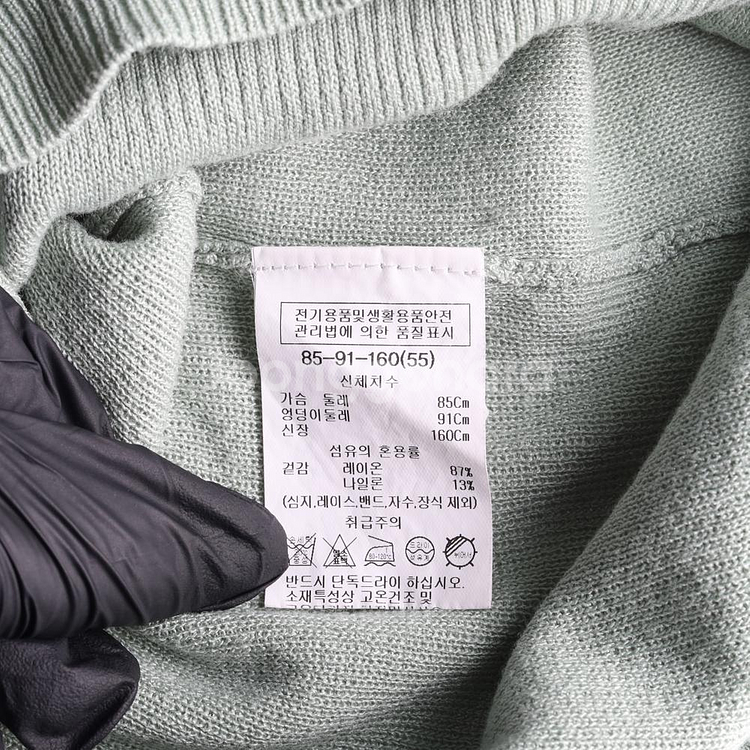 전기용품및생활용품안전
관리법에 의한 품질표시
85-91-160(55)
신체치수
가슴 둘레 85Cm
엉덩이둘레 91Cm
신장 160Cm
섬유의 혼용률
겉감 레이온 87%
나일론 13%
(심지,레이스,밴드,자수,장식 제외)
취급주의
60-120℃ 드라이
반드시 단독드라이 하십시오.
소재특성상 고온건조 및